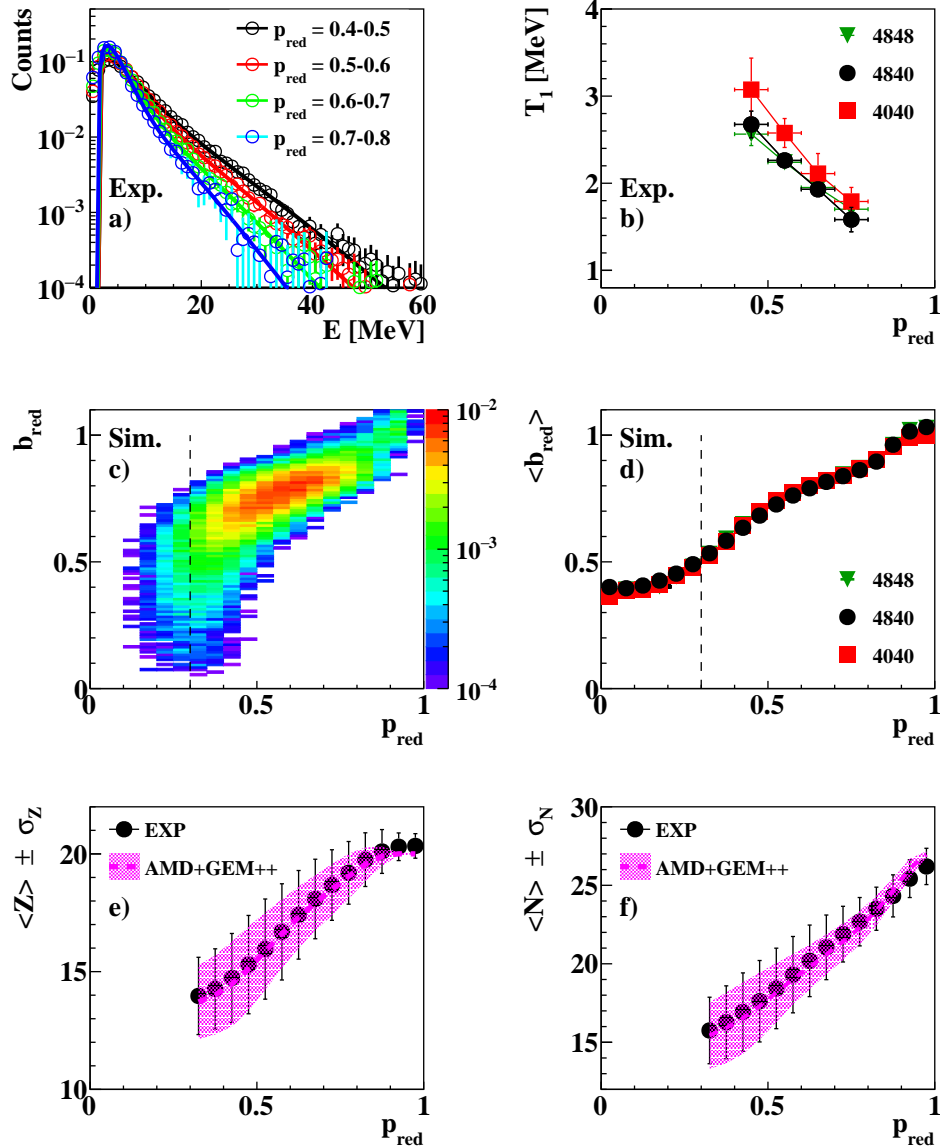 Counts
10⁻¹
10⁻²
10⁻³
10⁻⁴
p_red = 0.4-0.5
p_red = 0.5-0.6
p_red = 0.6-0.7
p_red = 0.7-0.8
Exp.
a)
0 20 40 60
E [MeV]
T₁ [MeV]
4
3
2
1
4848
4840
4040
Exp.
b)
0 0.5 1
p_red
b_red
1
0.5
0
Sim.
c)
10⁻²
10⁻³
10⁻⁴
0 0.5 1
p_red
<b_red>
1
0.5
0
Sim.
d)
4848
4840
4040
0 0.5 1
p_red
<Z> ± σ_Z
20
15
10
EXP
AMD+GEM++
e)
0 0.5 1
p_red
<N> ± σ_N
30
25
20
15
EXP
AMD+GEM++
f)
0 0.5 1
p_red